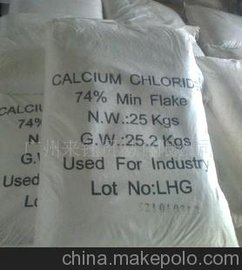 CALCIUM CHLORIDE
74% Min Flake
N.W.:25 Kgs
G.W.:25.2 Kgs
Used For Industry
Lot No:LHG
china.makepolo.com